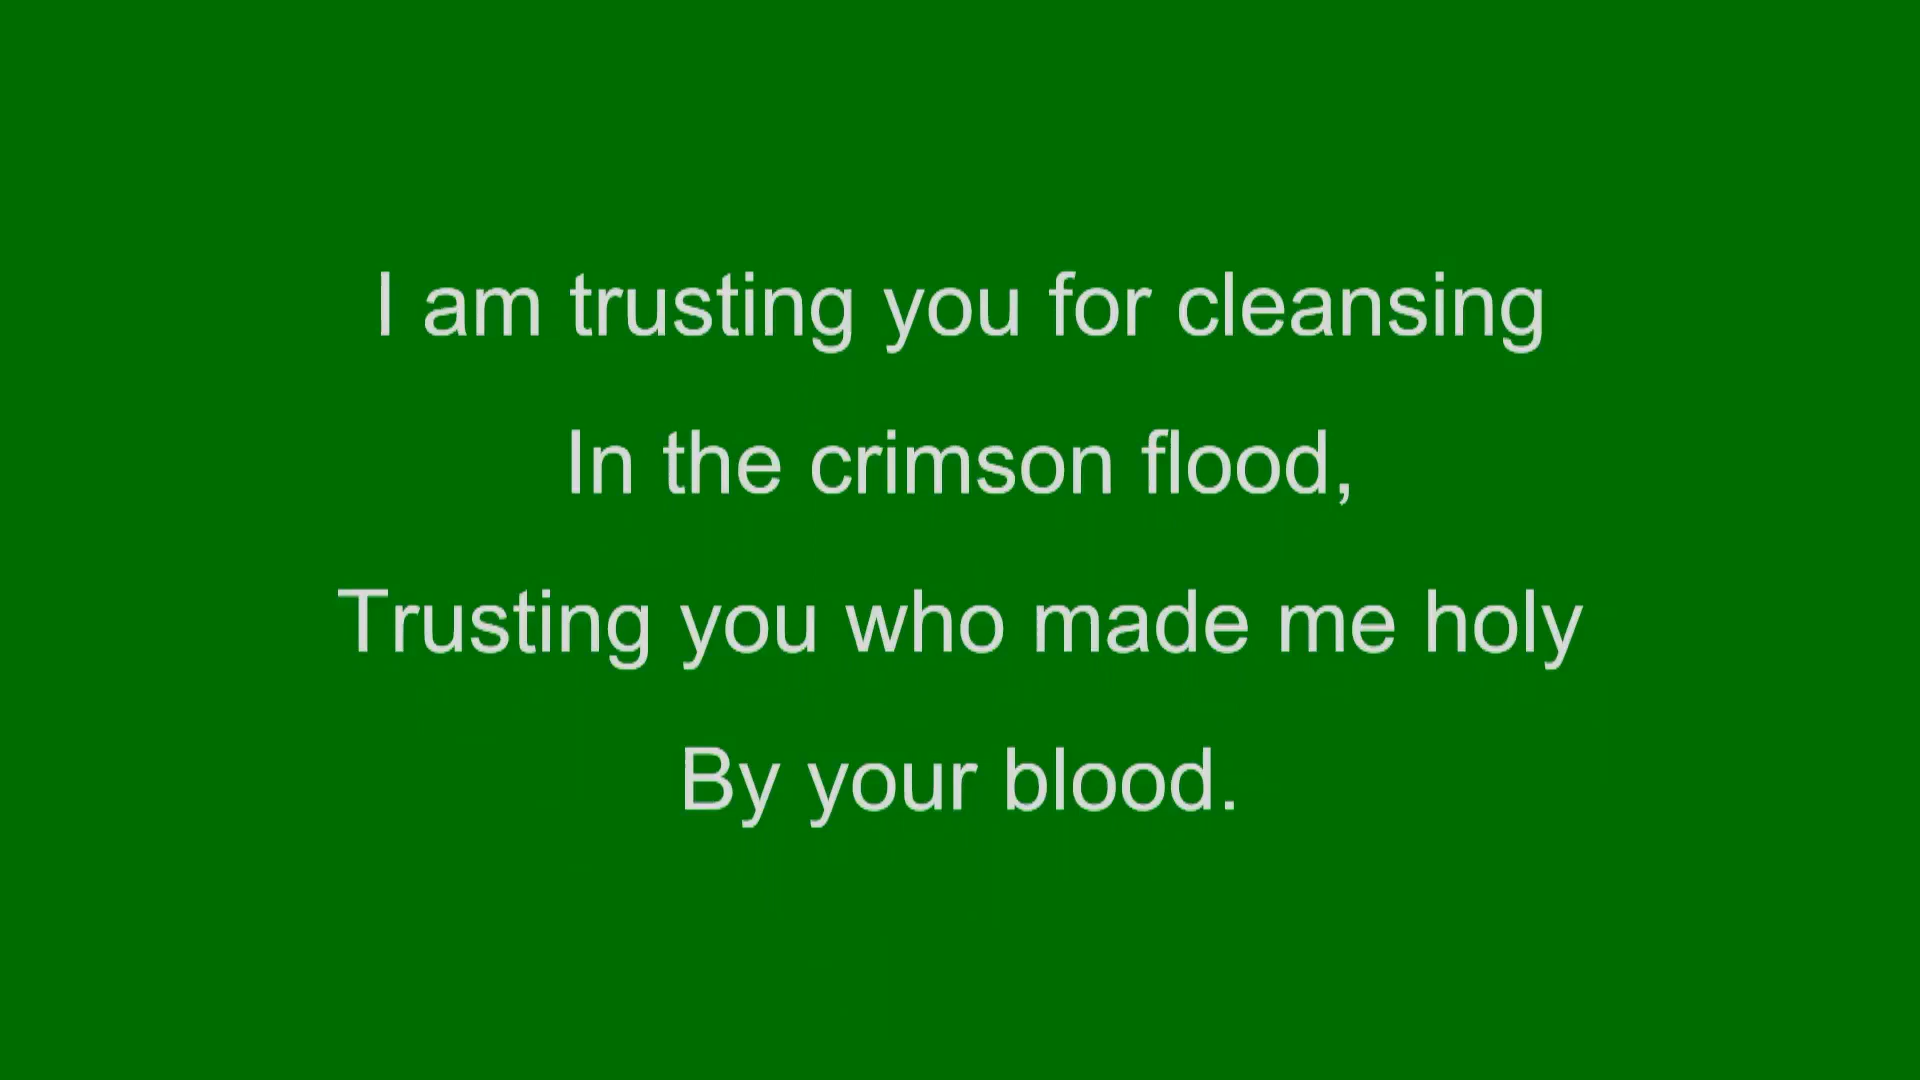 I am trusting you for cleansing
In the crimson flood,
Trusting you who made me holy
By your blood.